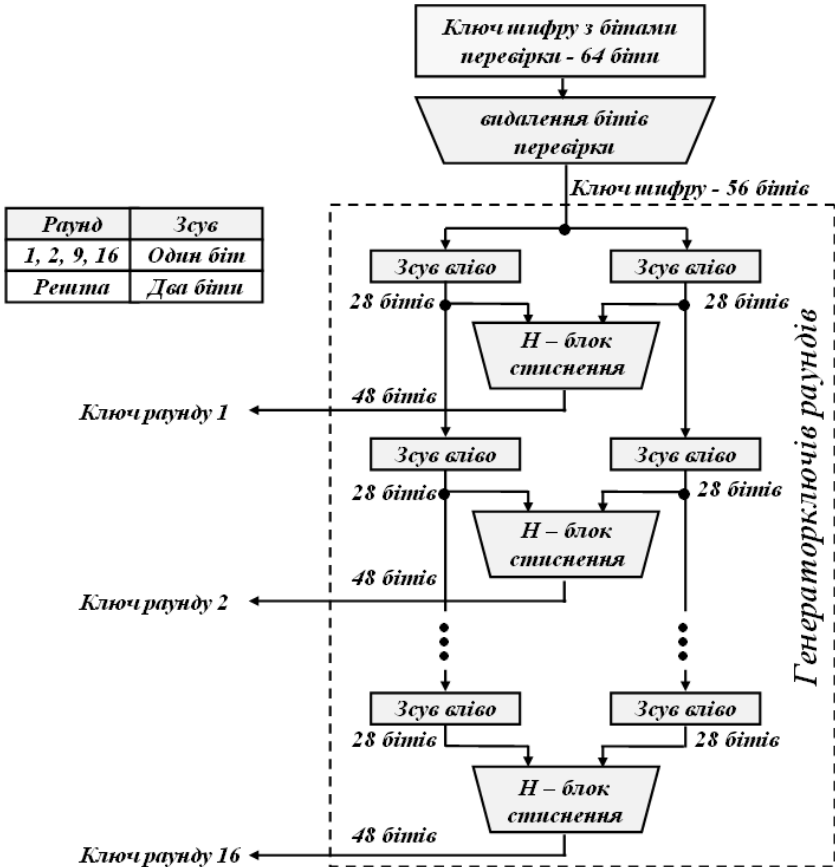 Ключ шифру з бітами
перевірки - 64 біти
видалення бітів
перевірки
Ключ шифру - 56 бітів
Раунд Зсув
1, 2, 9, 16 Один біт
Решта Два біти
Зсув вліво Зсув вліво
28 бітів 28 бітів
Н – блок
стиснення
48 бітів
Ключ раунду 1
Зсув вліво Зсув вліво
28 бітів 28 бітів
Н – блок
стиснення
48 бітів
Ключ раунду 2
Зсув вліво Зсув вліво
28 бітів 28 бітів
Н – блок
стиснення
48 бітів
Ключ раунду 16
Генераторключів раундів